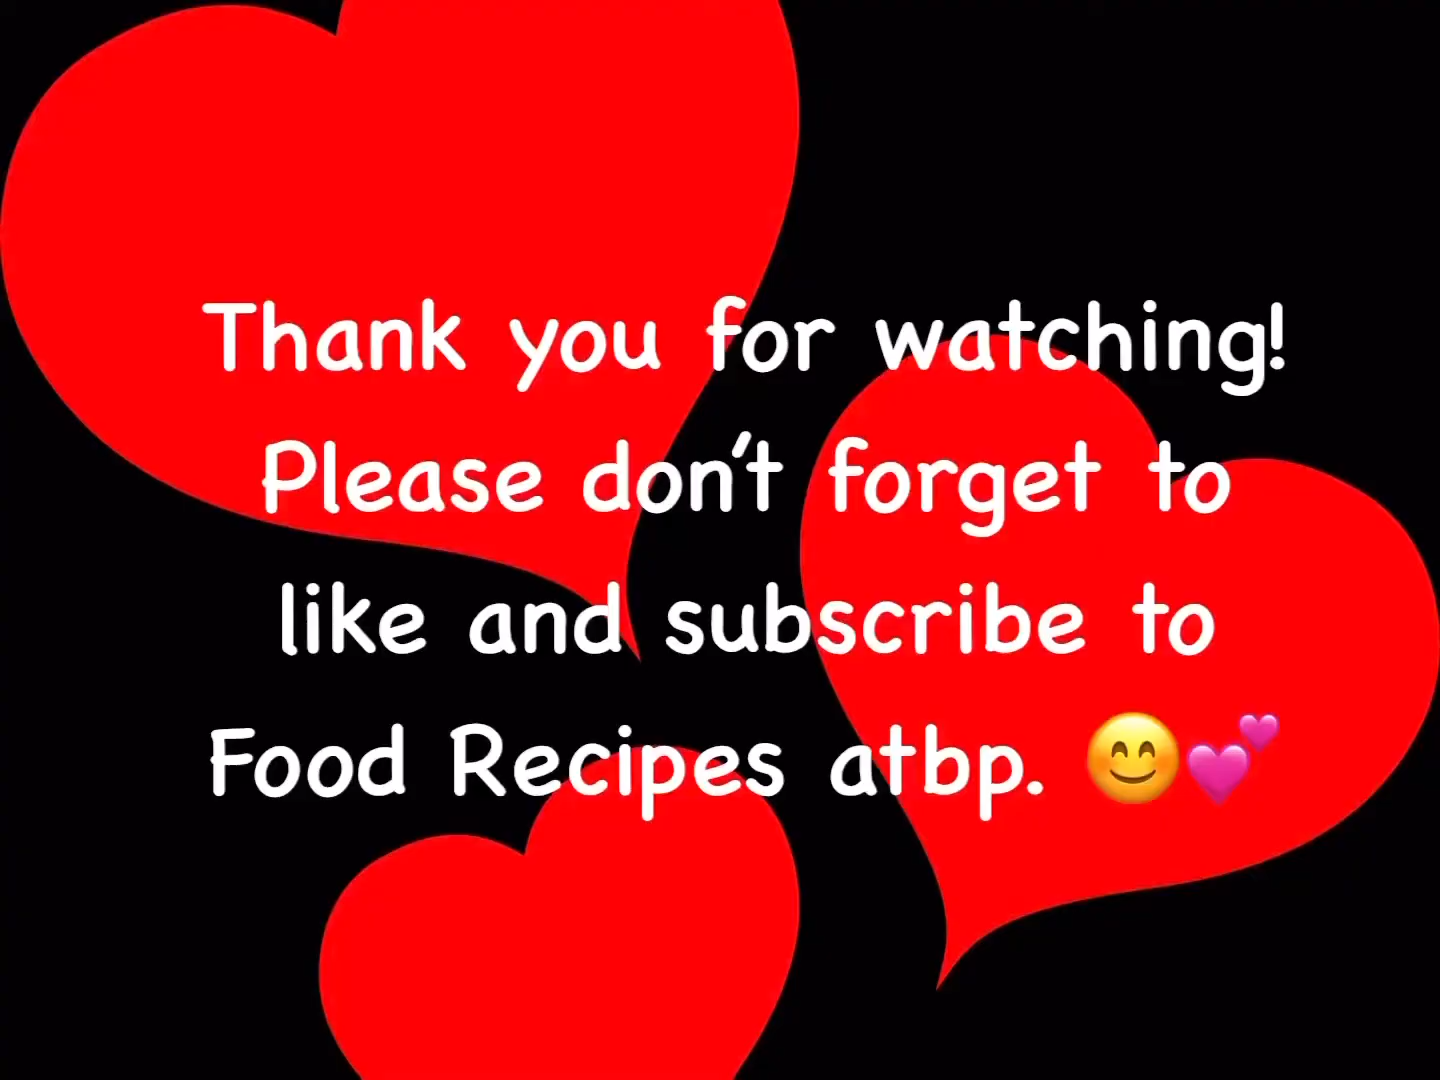 Thank you for watching!
Please don't forget to
like and subscribe to
Food Recipes atbp. 😊💕